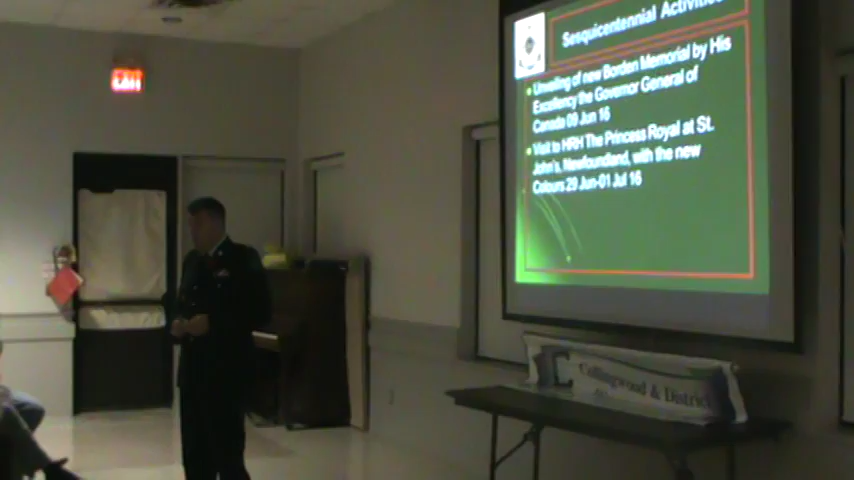 EXIT
Sesquicentennial Activities
Unveiling of new Borden Memorial by His
Excellency the Governor General of
Canada 09 Jun 16
Visit to HRH The Princess Royal at St.
John's, Newfoundland, with the new
Colours 29 Jun-01 Jul 16
Collingwood & District